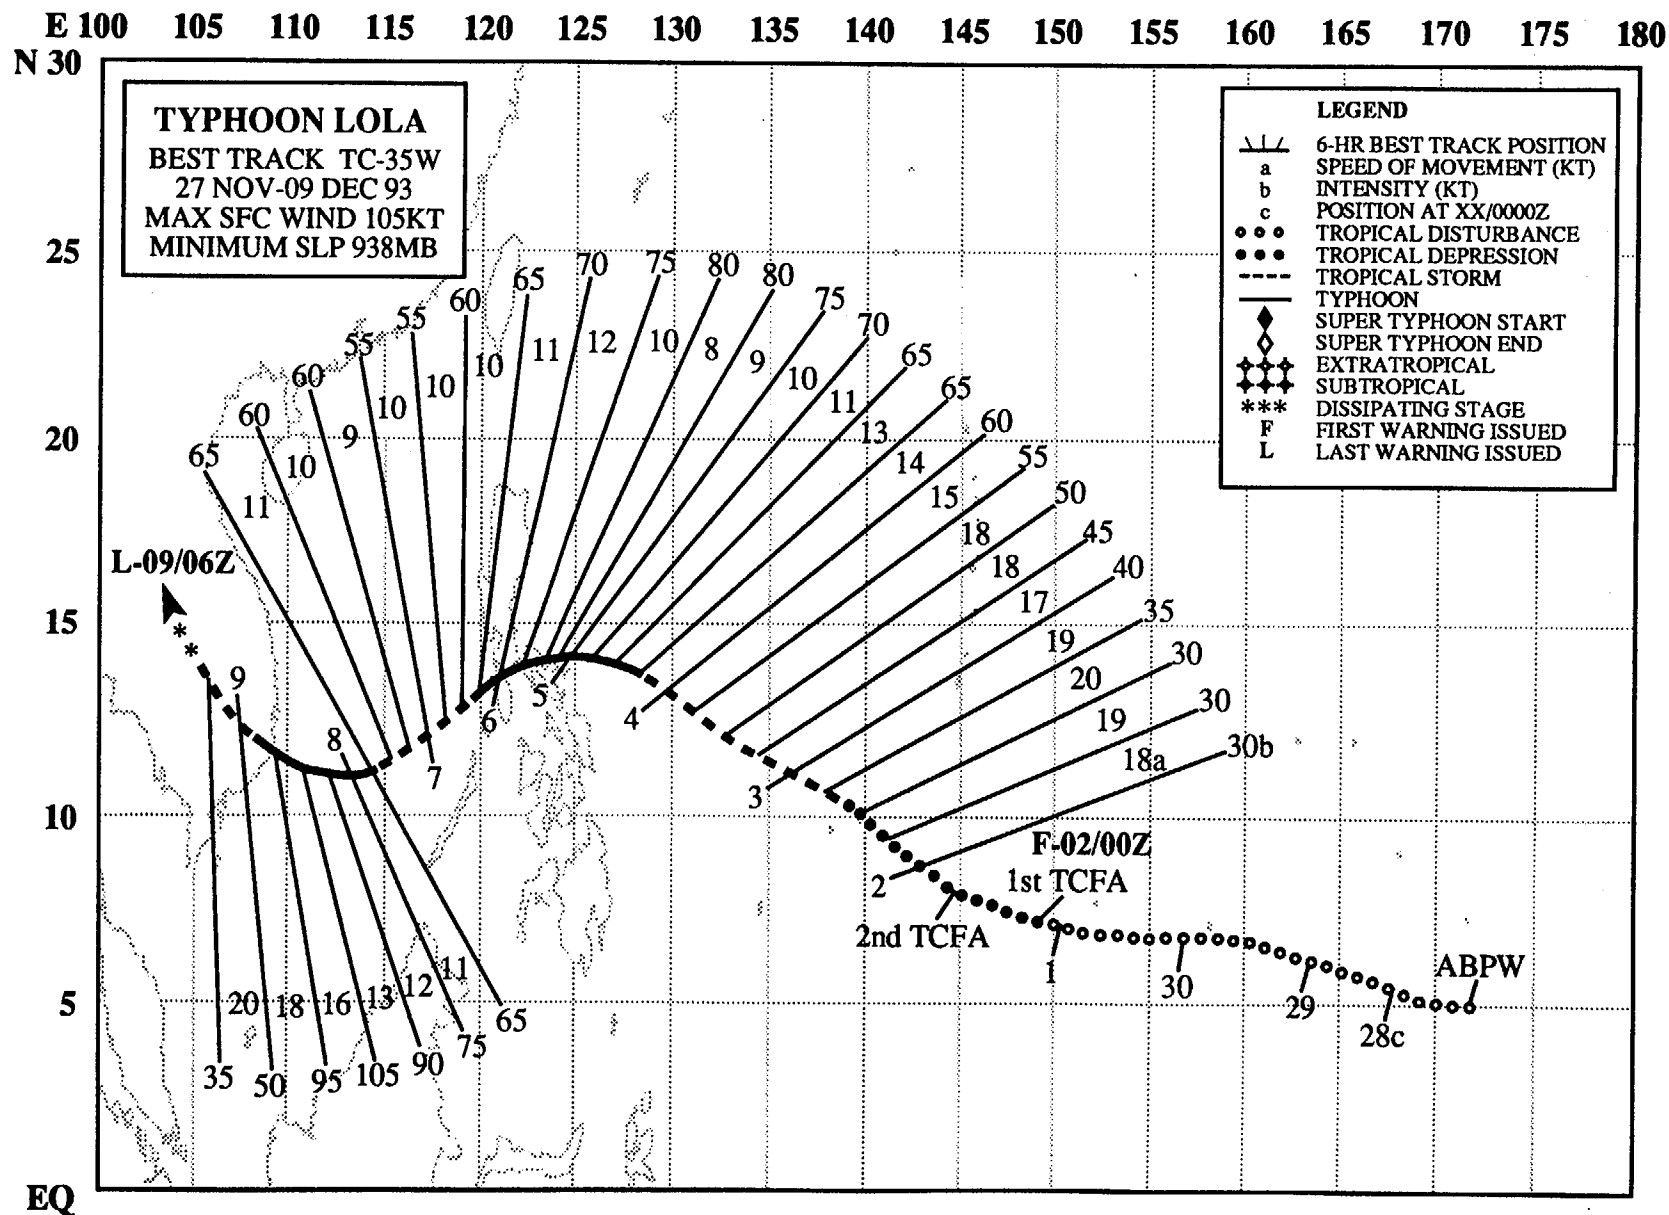 E 100 105 110 115 120 125 130 135 140 145 150 155 160 165 170 175 180
N 30
25
20
15
10
5
EQ
TYPHOON LOLA
BEST TRACK TC-35W
27 NOV-09 DEC 93
MAX SFC WIND 105KT
MINIMUM SLP 938MB
LEGEND
6-HR BEST TRACK POSITION
a SPEED OF MOVEMENT (KT)
b INTENSITY (KT)
c POSITION AT XX/0000Z
TROPICAL DISTURBANCE
TROPICAL DEPRESSION
TROPICAL STORM
TYPHOON
SUPER TYPHOON START
SUPER TYPHOON END
EXTRATROPICAL
SUBTROPICAL
*** DISSIPATING STAGE
F FIRST WARNING ISSUED
L LAST WARNING ISSUED
65 60 60 55 55 60 65 70 75 80 80 75 70 65 65 60 55 50 45 40 35 30 30 30b
11 10 9 10 10 10 11 12 10 8 9 10 11 13 14 15 18 18 17 19 20 19 18a
L-09/06Z
**
9
8
7
6
5
4
3
2
F-02/00Z
1st TCFA
2nd TCFA
1
30
29
28c
ABPW
20 18 16 13 12 11
35 50 95 105 90 75 65